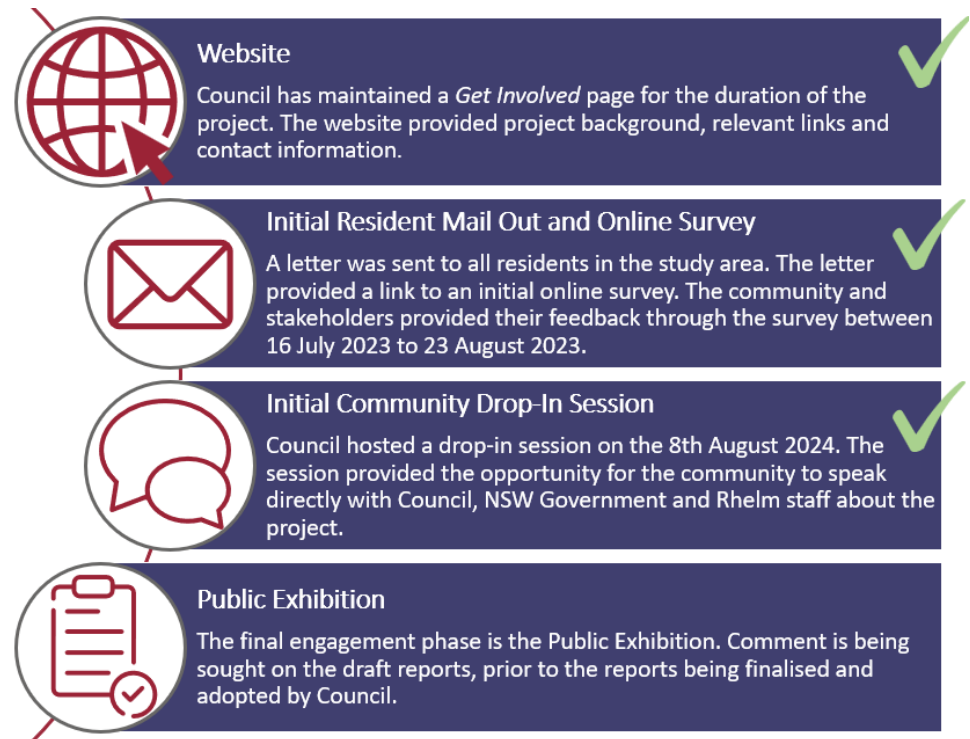 Website
Council has maintained a Get Involved page for the duration of the
project. The website provided project background, relevant links and
contact information.
Initial Resident Mail Out and Online Survey
A letter was sent to all residents in the study area. The letter
provided a link to an initial online survey. The community and
stakeholders provided their feedback through the survey between
16 July 2023 to 23 August 2023.
Initial Community Drop-In Session
Council hosted a drop-in session on the 8th August 2024. The
session provided the opportunity for the community to speak
directly with Council, NSW Government and Rhelm staff about the
project.
Public Exhibition
The final engagement phase is the Public Exhibition. Comment is being
sought on the draft reports, prior to the reports being finalised and
adopted by Council.